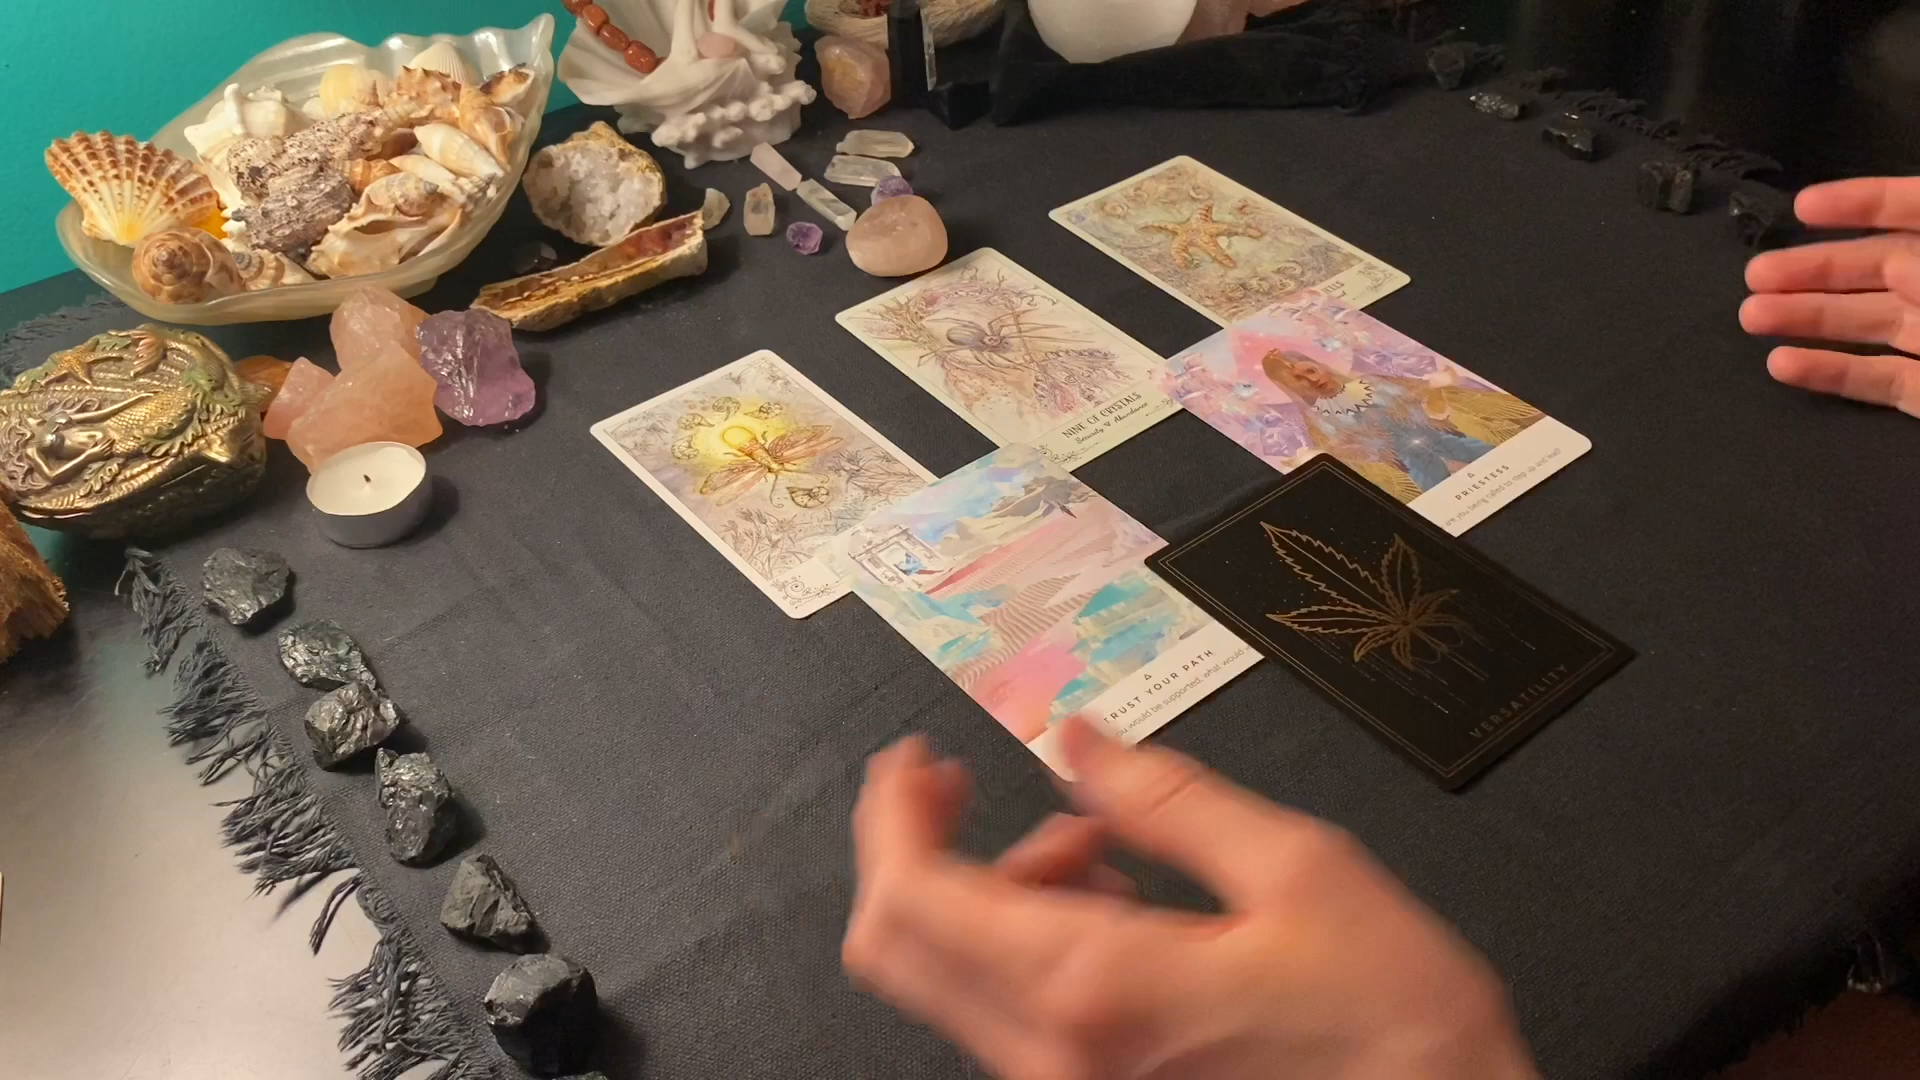 NINE OF CRYSTALS
Serenity Abundance
PRIESTESS
are you being called to step up and lead?
TRUST YOUR PATH
you would be supported, what would
VERSATILITY